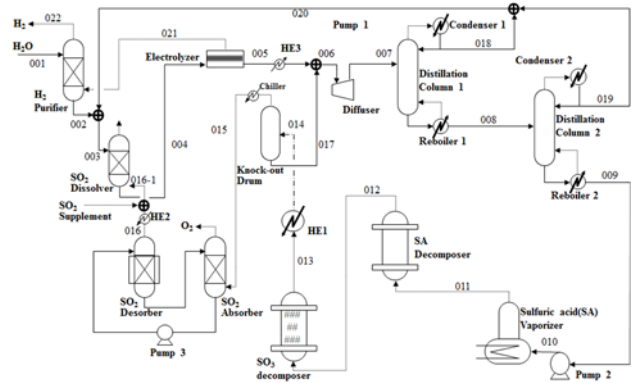 020
H₂
022
021
Pump 1
Condenser 1
H₂O
Electrolyzer
005
HE3
006
007
018
Condenser 2
001
H₂
Purifier
Chiller
Diffuser
Distillation
Column 1
019
002
015
014
017
Distillation
Column 2
003
004
Reboiler 1
008
SO₂
Dissolver
016-1
Knock-out
Drum
009
SO₂
Supplement
HE2
012
Reboiler 2
016
O₂
HE1
SA
Decomposer
013
011
SO₂
Desorber
SO₂
Absorber
###
##
###
Sulfuric acid(SA)
Vaporizer
010
Pump 3
SO₃
decomposer
Pump 2